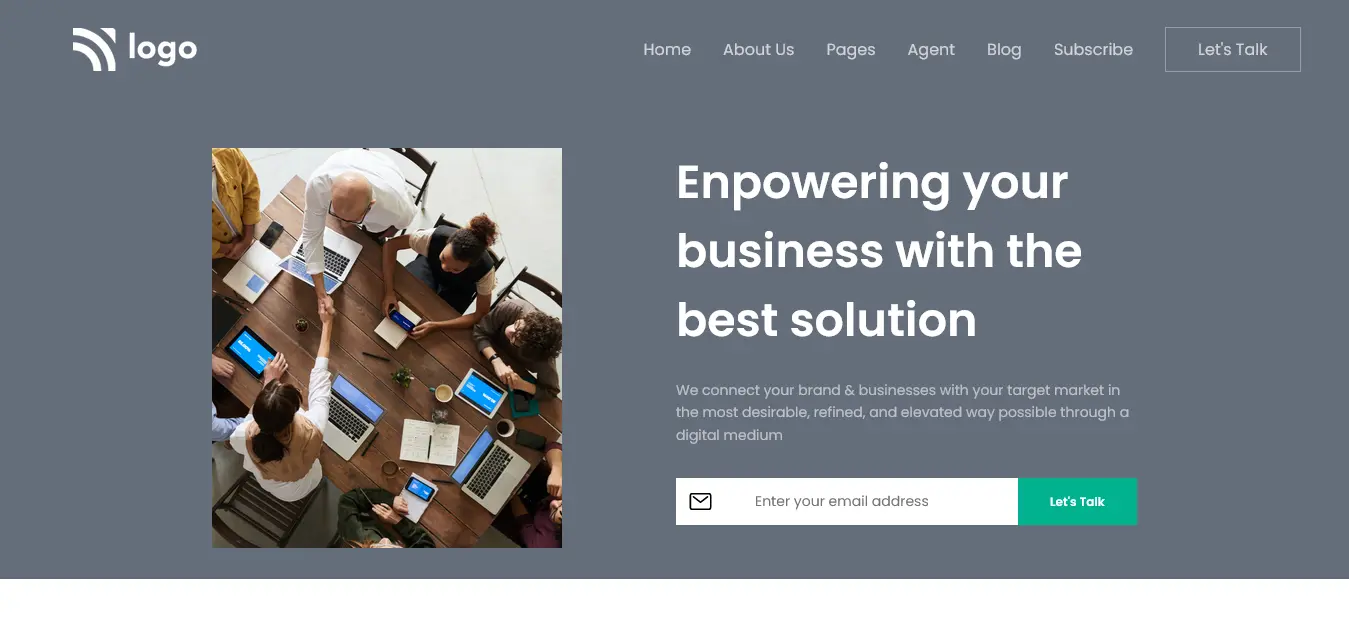 logo
Home About Us Pages Agent Blog Subscribe Let's Talk
Enpowering your
business with the
best solution
We connect your brand & businesses with your target market in
the most desirable, refined, and elevated way possible through a
digital medium
Enter your email address Let's Talk